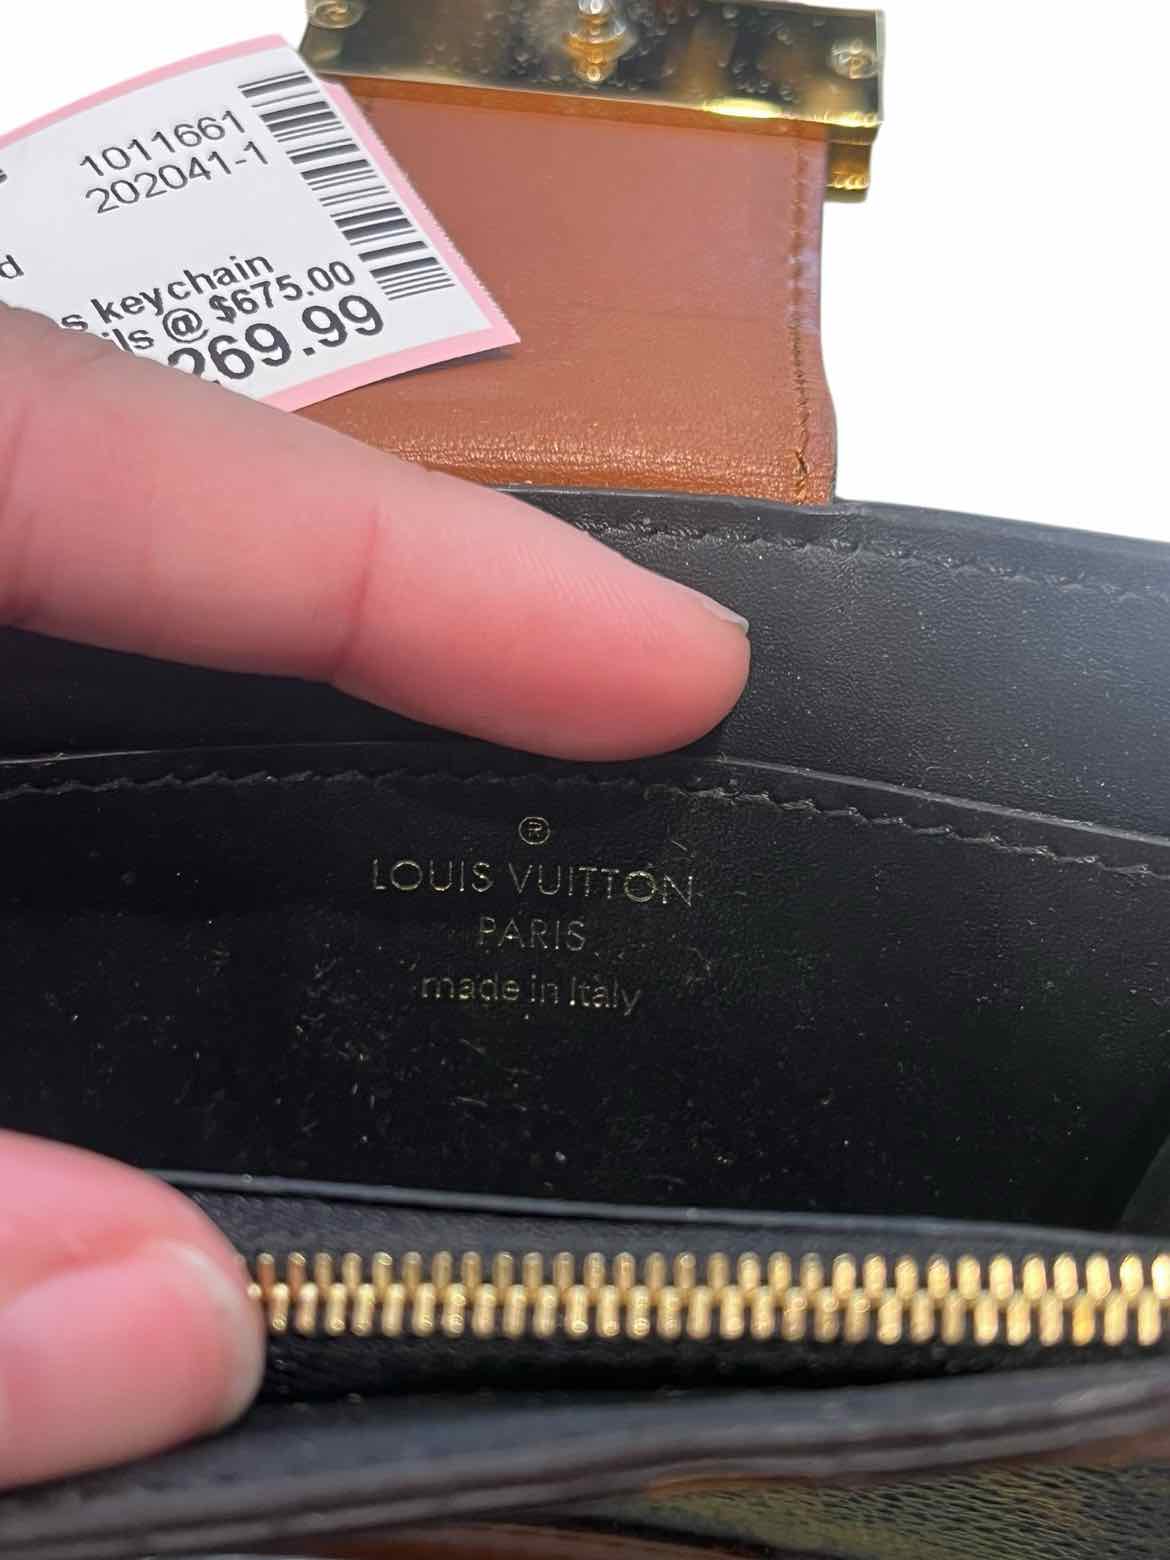 1011661
202041-1
d
s keychain
ils @ $675.00
269.99
®
LOUIS VUITTON
PARIS
made in Italy